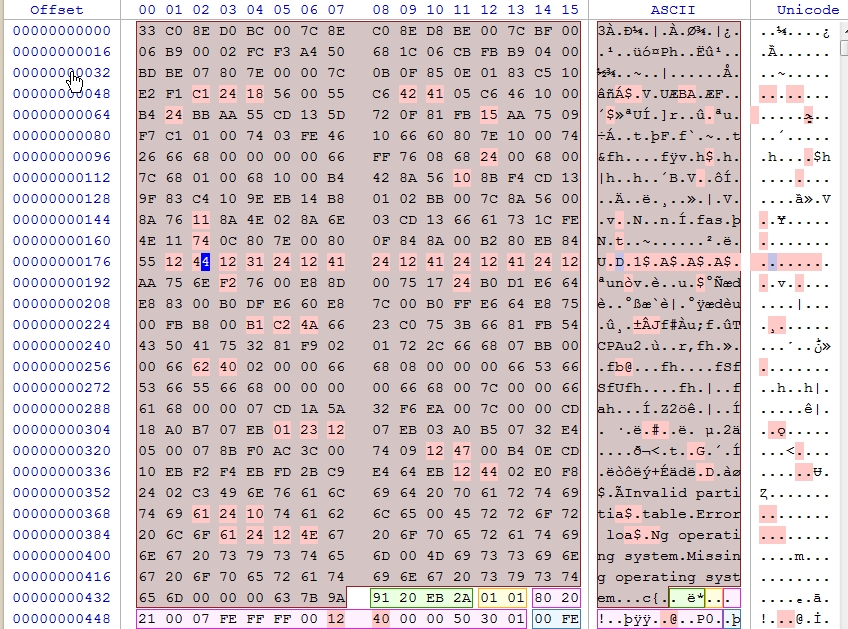 Offset 00 01 02 03 04 05 06 07 08 09 10 11 12 13 14 15 ASCII Unicode
00000000000 33 C0 8E D0 BC 00 7C 8E C0 8E D8 BE 00 7C BF 00 3À.Ð¼.|.À.Ø¾.|¿.
00000000016 06 B9 00 02 FC F3 A4 50 68 1C 06 CB FB B9 04 00 .¹..üó¤Ph..Ëû¹..
00000000032 BD BE 07 80 7E 00 00 7C 0B 0F 85 0E 01 83 C5 10 ½¾..~..|......Å.
00000000048 E2 F1 C1 24 18 56 00 55 C6 42 41 05 C6 46 10 00 âñÁ$.V.UÆBA.ÆF..
00000000064 B4 24 BB AA 55 CD 13 5D 72 0F 81 FB 15 AA 75 09 ´$»ªUÍ.]r..û.ªu.
00000000080 F7 C1 01 00 74 03 FE 46 10 66 60 80 7E 10 00 74 ÷Á..t.þF.f`.~..t
00000000096 26 66 68 00 00 00 00 66 FF 76 08 68 24 00 68 00 &fh....fÿv.h$.h.
00000000112 7C 68 01 00 68 10 00 B4 42 8A 56 10 8B F4 CD 13 |h..h..´B.V..ôÍ.
00000000128 9F 83 C4 10 9E EB 14 B8 01 02 BB 00 7C 8A 56 00 ..Ä..ë.¸..».|.V.
00000000144 8A 76 11 8A 4E 02 8A 6E 03 CD 13 66 61 73 1C FE .v..N..n.Í.fas.þ
00000000160 4E 11 74 0C 80 7E 00 80 0F 84 8A 00 B2 80 EB 84 N.t..~......².ë.
00000000176 55 12 44 12 31 24 12 41 24 12 41 24 12 41 24 12 U.D.1$.A$.A$.A$.
00000000192 AA 75 6E F2 76 00 E8 8D 00 75 17 24 B0 D1 E6 64 ªunòv.è..u.$°Ñæd
00000000208 E8 83 00 B0 DF E6 60 E8 7C 00 B0 FF E6 64 E8 75 è..°ßæ`è|.°ÿædèu
00000000224 00 FB B8 00 B1 C2 4A 66 23 C0 75 3B 66 81 FB 54 .û¸.±ÂJf#Àu;f.ûT
00000000240 43 50 41 75 32 81 F9 02 01 72 2C 66 68 07 BB 00 CPAu2.ù..r,fh.».
00000000256 00 66 62 40 02 00 00 66 68 08 00 00 00 66 53 66 .fb@...fh....fSf
00000000272 53 66 55 66 68 00 00 00 00 66 68 00 7C 00 00 66 SfUfh....fh.|..f
00000000288 61 68 00 00 07 CD 1A 5A 32 F6 EA 00 7C 00 00 CD ah...Í.Z2öê.|..Í
00000000304 18 A0 B7 07 EB 01 23 12 07 EB 03 A0 B5 07 32 E4 . ·.ë.#..ë. µ.2ä
00000000320 05 00 07 8B F0 AC 3C 00 74 09 12 47 00 B4 0E CD ....ð¬<.t..G.´.Í
00000000336 10 EB F2 F4 EB FD 2B C9 E4 64 EB 12 44 02 E0 F8 .ëòôëý+Éädë.D.àø
00000000352 24 02 C3 49 6E 76 61 6C 69 64 20 70 61 72 74 69 $.ÃInvalid parti
00000000368 74 69 61 24 10 74 61 62 6C 65 00 45 72 72 6F 72 tia$.table.Error
00000000384 20 6C 6F 61 24 12 4E 67 20 6F 70 65 72 61 74 69 loa$.Ng operati
00000000400 6E 67 20 73 79 73 74 65 6D 00 4D 69 73 73 69 6E ng system.Missin
00000000416 67 20 6F 70 65 72 61 74 69 6E 67 20 73 79 73 74 g operating syst
00000000432 65 6D 00 00 00 63 7B 9A 91 20 EB 2A 01 01 80 20 em...c{.. ë*...
00000000448 21 00 07 FE FF FF 00 12 40 00 00 50 30 01 00 FE !..þÿÿ..@..P0..þ